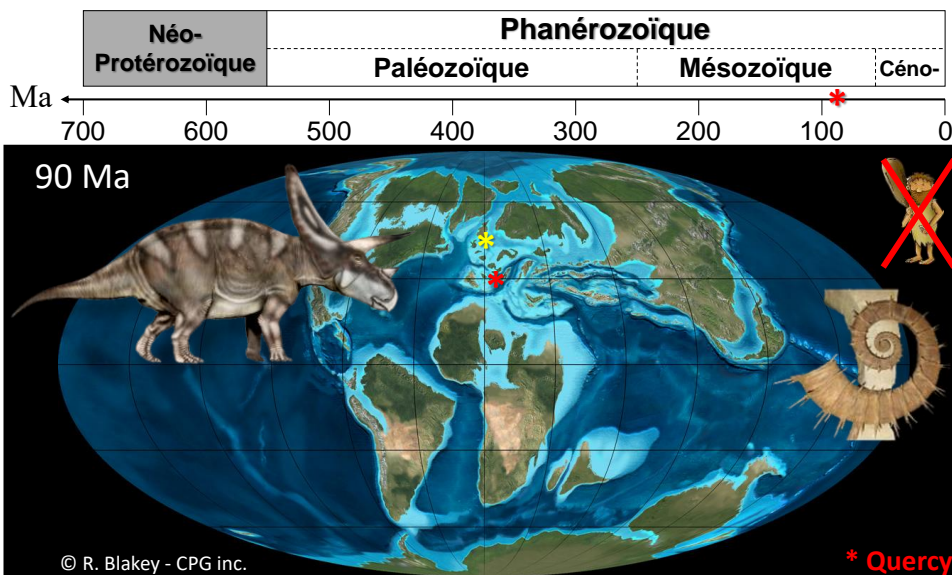 Néo-
Protérozoïque
Phanérozoïque
Paléozoïque
Mésozoïque
Céno-
Ma
700 600 500 400 300 200 100 0
90 Ma
© R. Blakey - CPG inc.
* Quercy